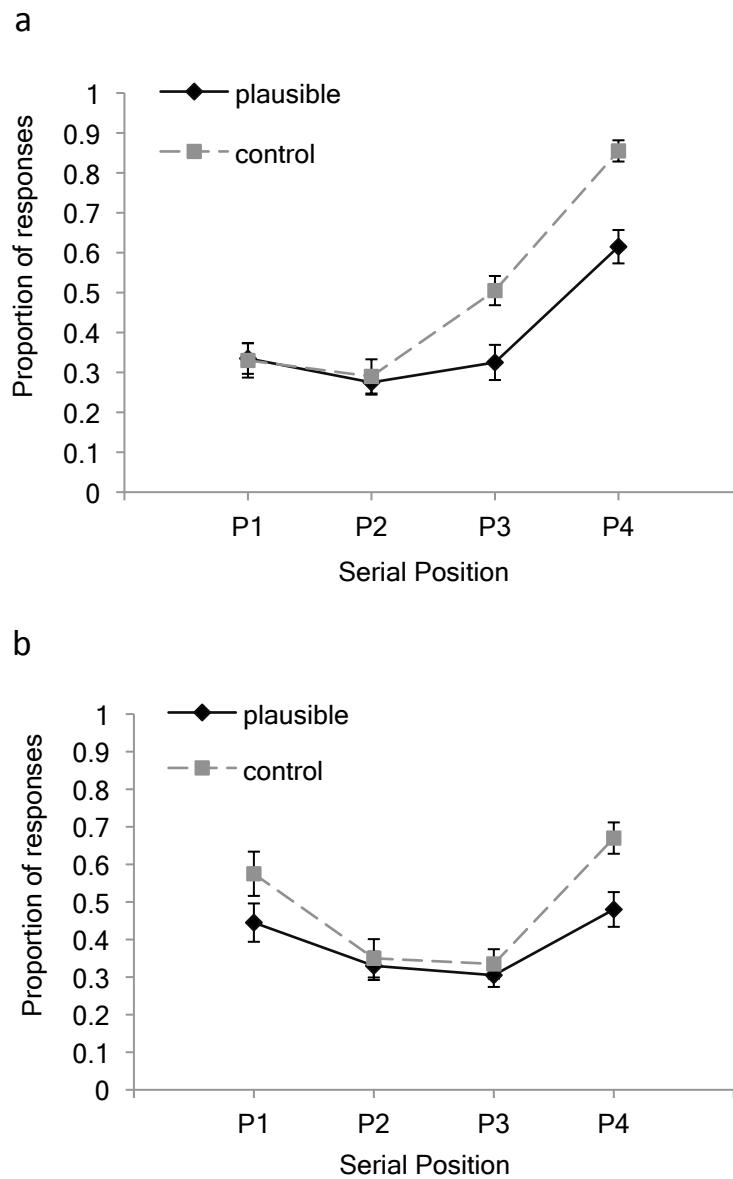 a
plausible
control
Proportion of responses
1
0.9
0.8
0.7
0.6
0.5
0.4
0.3
0.2
0.1
0
P1 P2 P3 P4
Serial Position
b
plausible
control
Proportion of responses
1
0.9
0.8
0.7
0.6
0.5
0.4
0.3
0.2
0.1
0
P1 P2 P3 P4
Serial Position